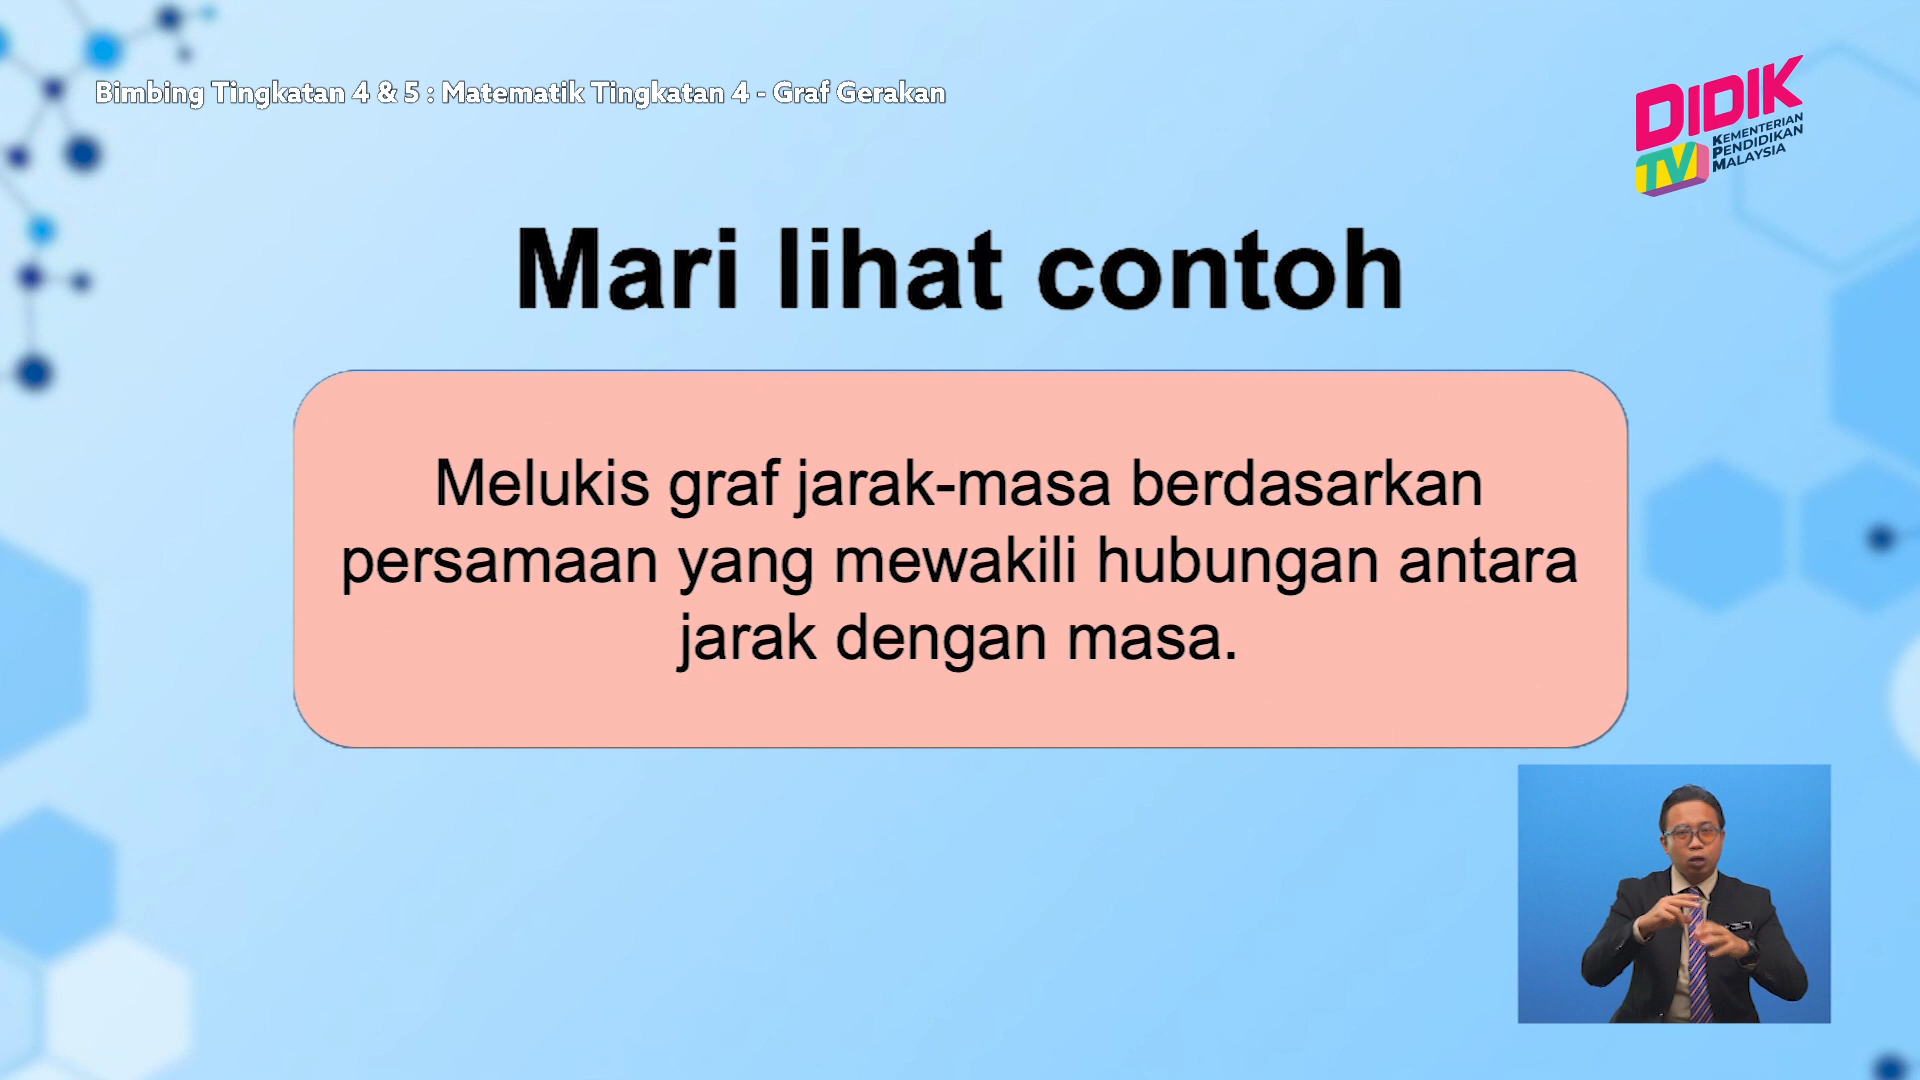 Bimbing Tingkatan 4 & 5 : Matematik Tingkatan 4 - Graf Gerakan
DIDIK
TV
KEMENTERIAN
PENDIDIKAN
MALAYSIA
Mari lihat contoh
Melukis graf jarak-masa berdasarkan
persamaan yang mewakili hubungan antara
jarak dengan masa.